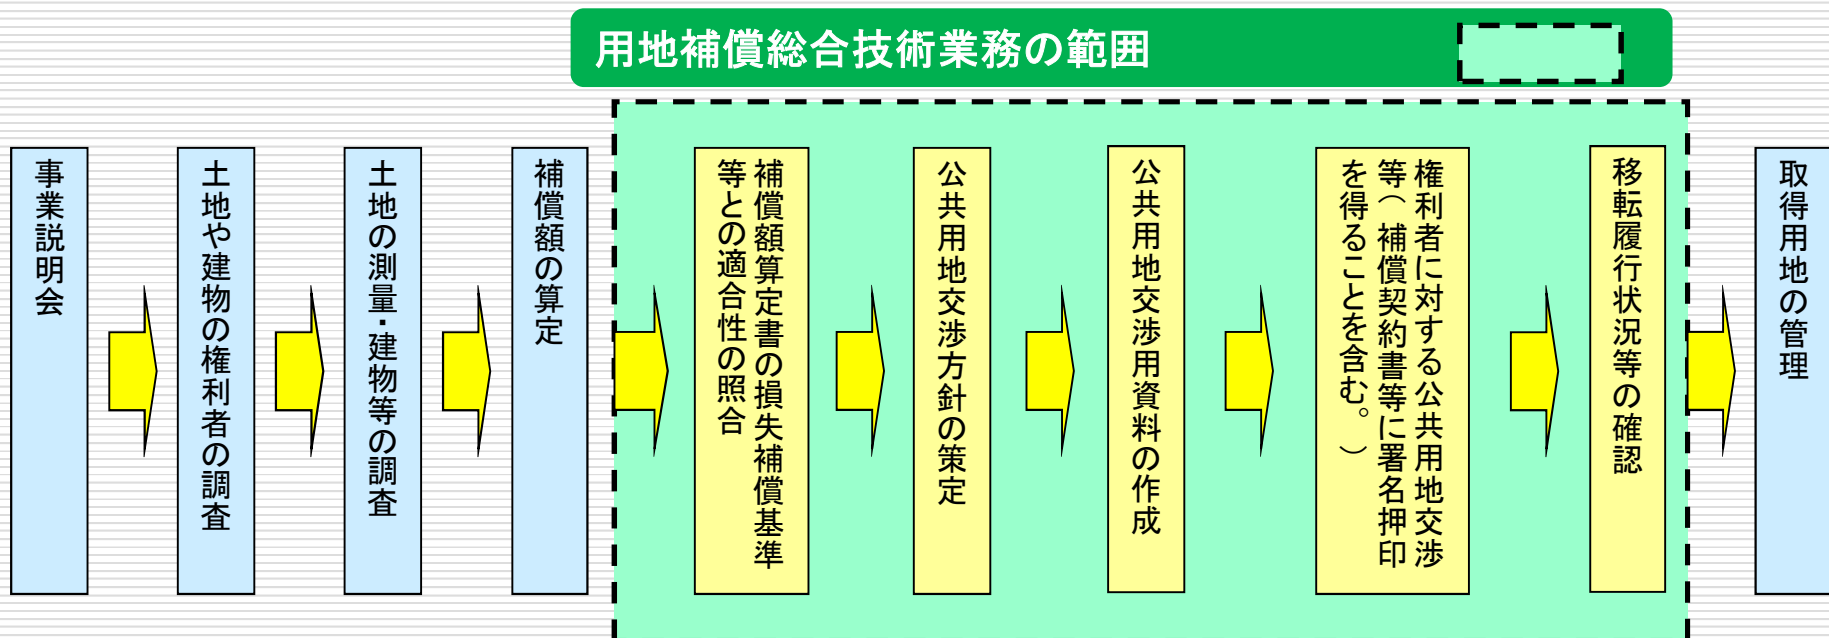 用地補償総合技術業務の範囲
事業説明会
土地や建物の権利者の調査
土地の測量・建物等の調査
補償額の算定
補償額算定書の損失補償基準
等との適合性の照合
公共用地交渉方針の策定
公共用地交渉用資料の作成
権利者に対する公共用地交渉
等（補償契約書等に署名押印
を得ることを含む。）
移転履行状況等の確認
取得用地の管理